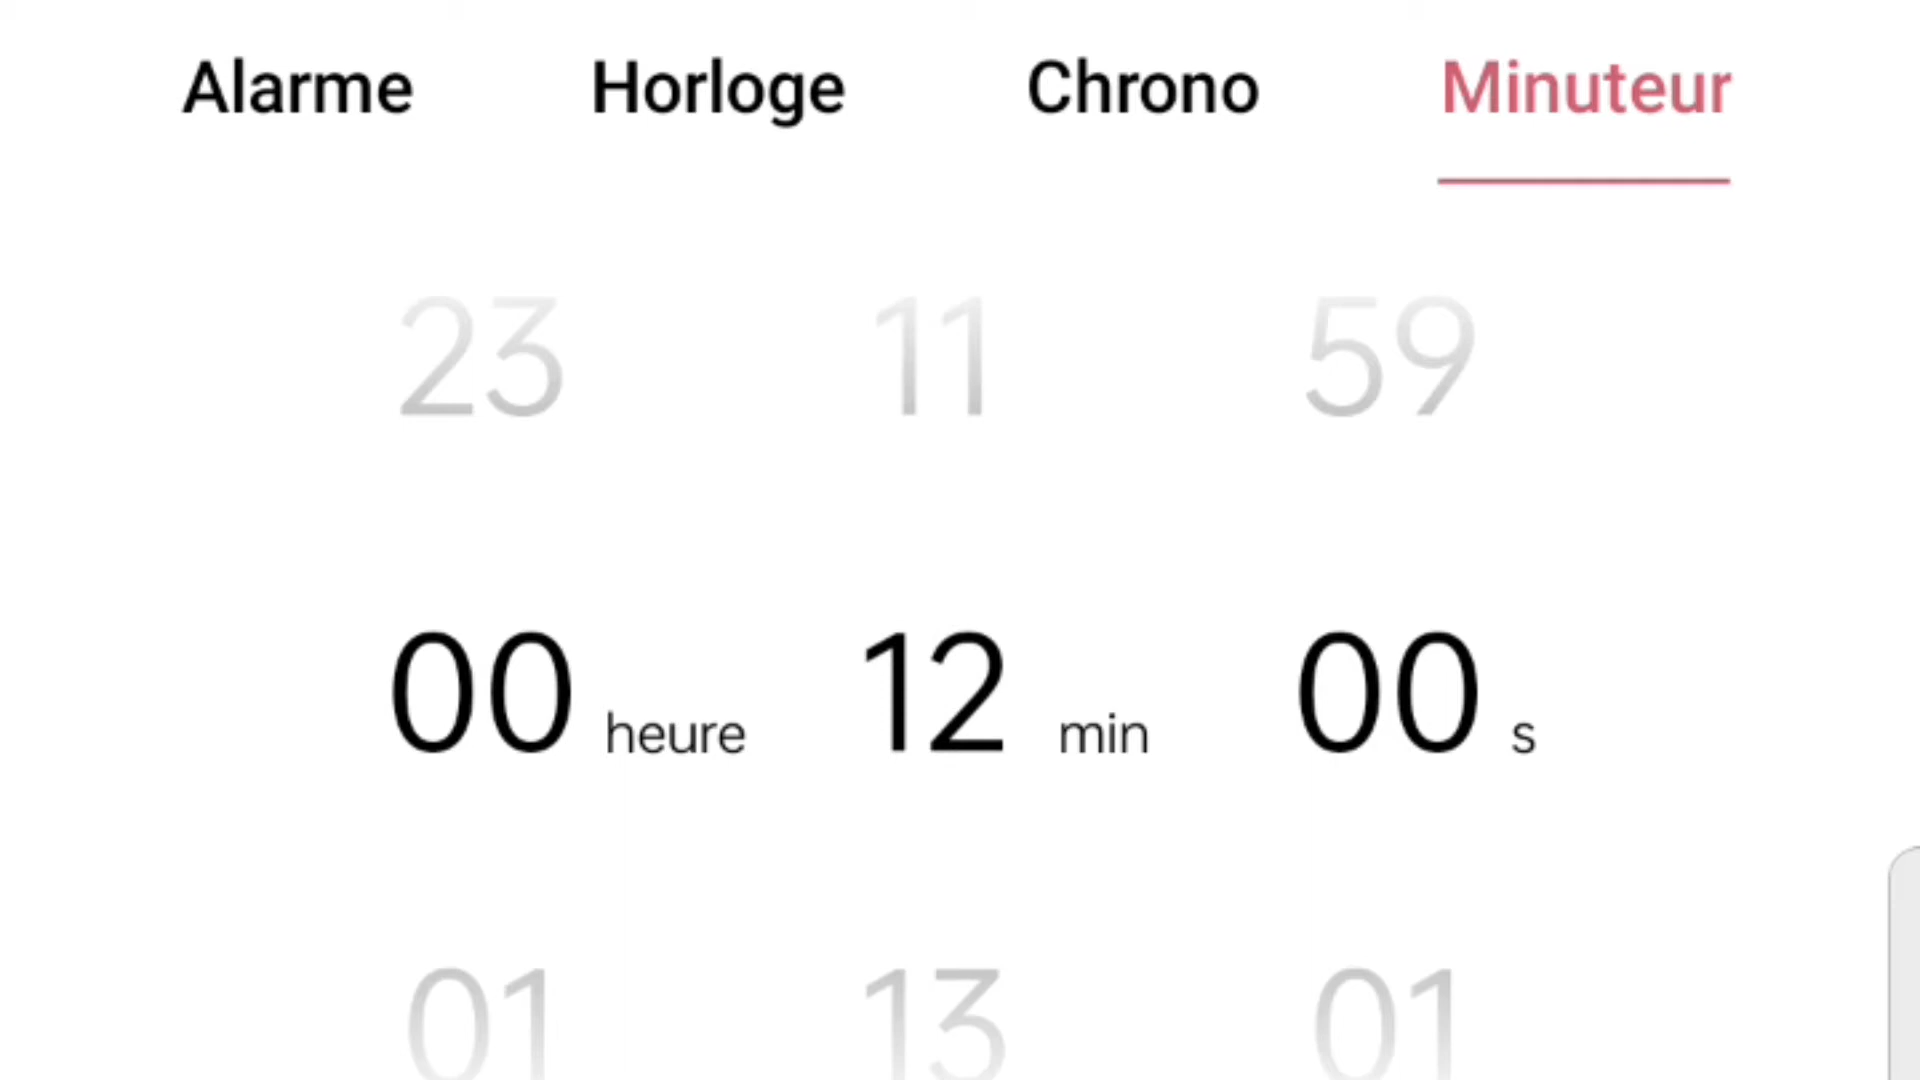 Alarme Horloge Chrono Minuteur
23 11 59
00 heure 12 min 00 s
01 13 01